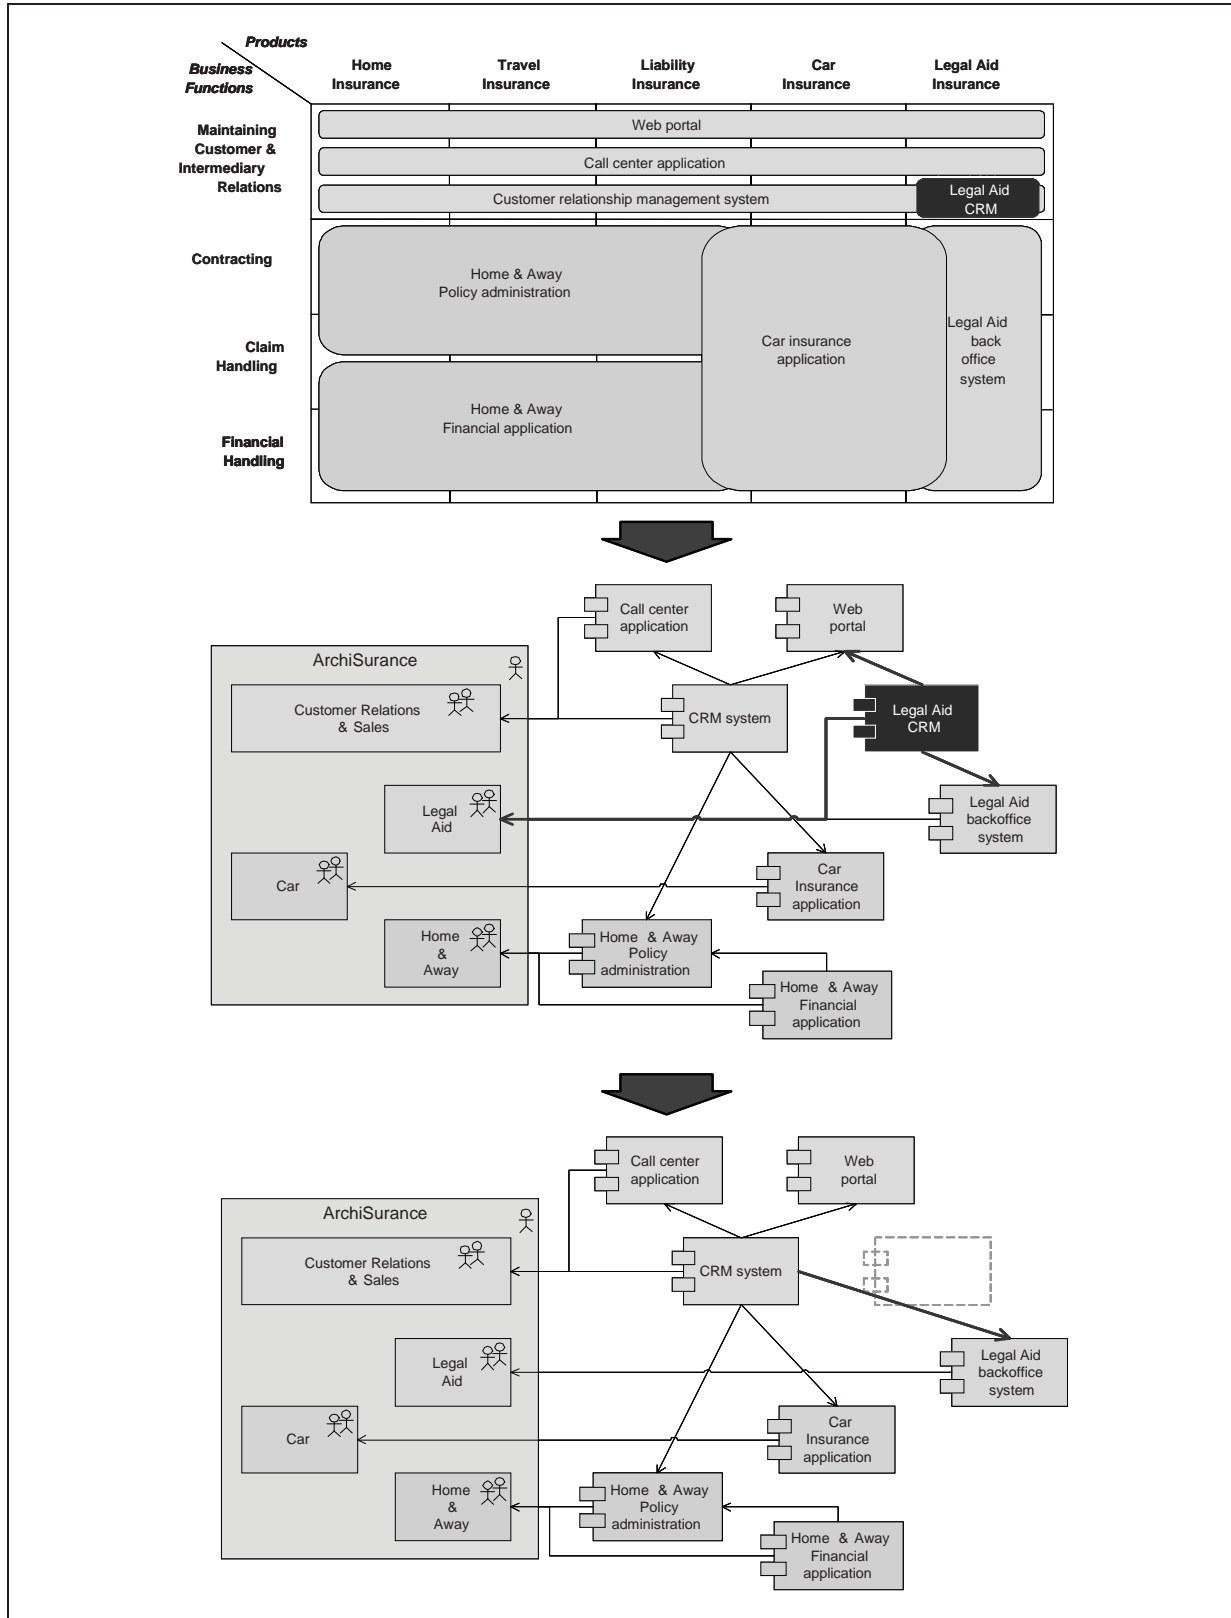 Products
Business
Functions
Home
Insurance
Travel
Insurance
Liability
Insurance
Car
Insurance
Legal Aid
Insurance
Maintaining
Customer &
Intermediary
Relations
Web portal
Call center application
Customer relationship management system
Legal Aid
CRM
Contracting
Home & Away
Policy administration
Car insurance
application
Legal Aid
back
office
system
Claim
Handling
Home & Away
Financial application
Financial
Handling
Call center
application
Web
portal
ArchiSurance
Customer Relations
& Sales
CRM system
Legal Aid
CRM
Legal
Aid
Legal Aid
backoffice
system
Car
Car
Insurance
application
Home
&
Away
Home & Away
Policy
administration
Home & Away
Financial
application
Call center
application
Web
portal
ArchiSurance
Customer Relations
& Sales
CRM system
Legal
Aid
Legal Aid
backoffice
system
Car
Car
Insurance
application
Home
&
Away
Home & Away
Policy
administration
Home & Away
Financial
application